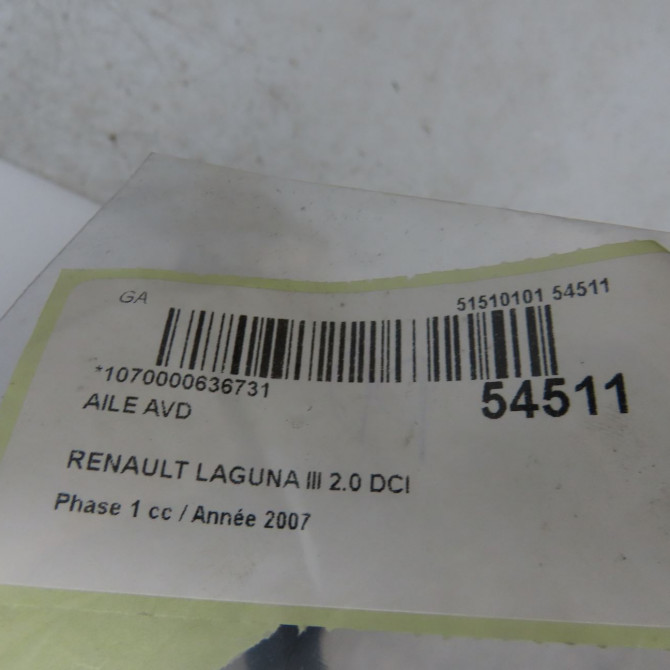 GA
51510101 54511
*1070000636731
54511
AILE AVD
RENAULT LAGUNA III 2.0 DCI
Phase 1 cc / Année 2007